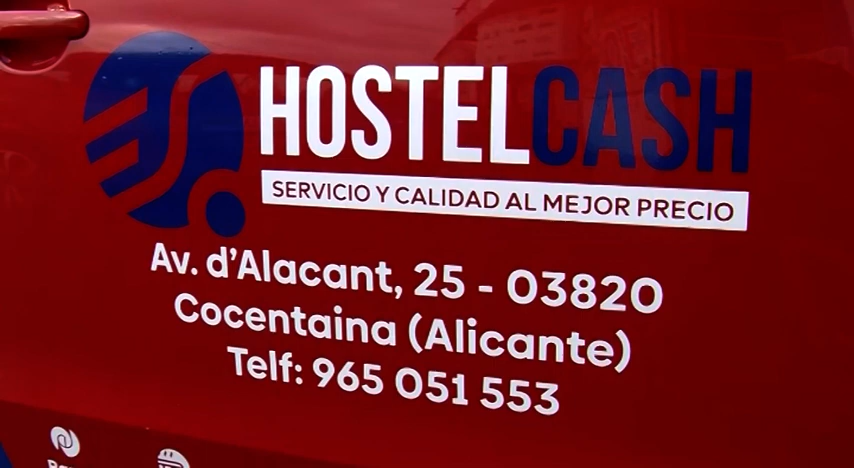 HOSTELCASH
SERVICIO Y CALIDAD AL MEJOR PRECIO
Av. d'Alacant, 25 - 03820
Cocentaina (Alicante)
Telf: 965 051 553